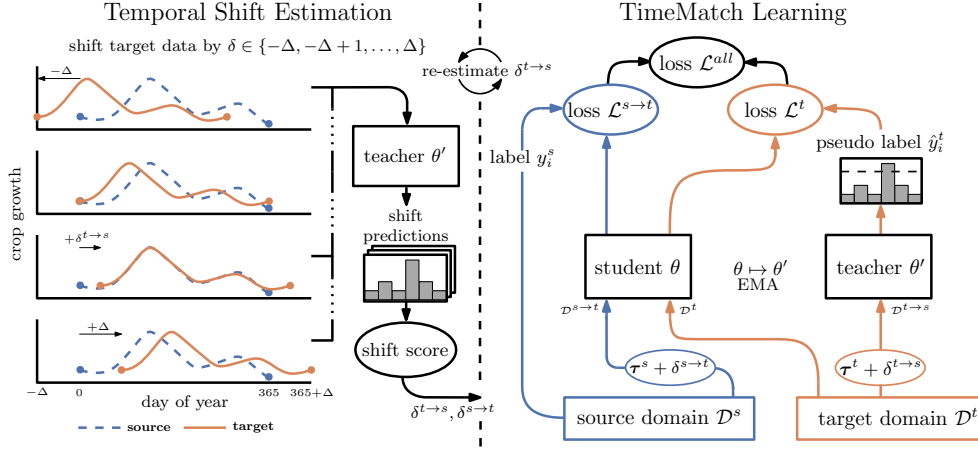 Temporal Shift Estimation
shift target data by δ ∈ {−Δ, −Δ + 1, . . . , Δ}
−Δ
+δ^{t→s}
+Δ
crop growth
−Δ 0 365 365+Δ
day of year
source target
teacher θ′
shift
predictions
shift score
δ^{t→s}, δ^{s→t}
re-estimate δ^{t→s}
TimeMatch Learning
loss ℒ^{all}
loss ℒ^{s→t}
loss ℒ^t
label y_i^s
pseudo label ŷ_i^t
student θ
θ ↦ θ′
EMA
teacher θ′
𝒟^{s→t}
𝒟^t
𝒟^{t→s}
τ^s + δ^{s→t}
τ^t + δ^{t→s}
source domain 𝒟^s
target domain 𝒟^t